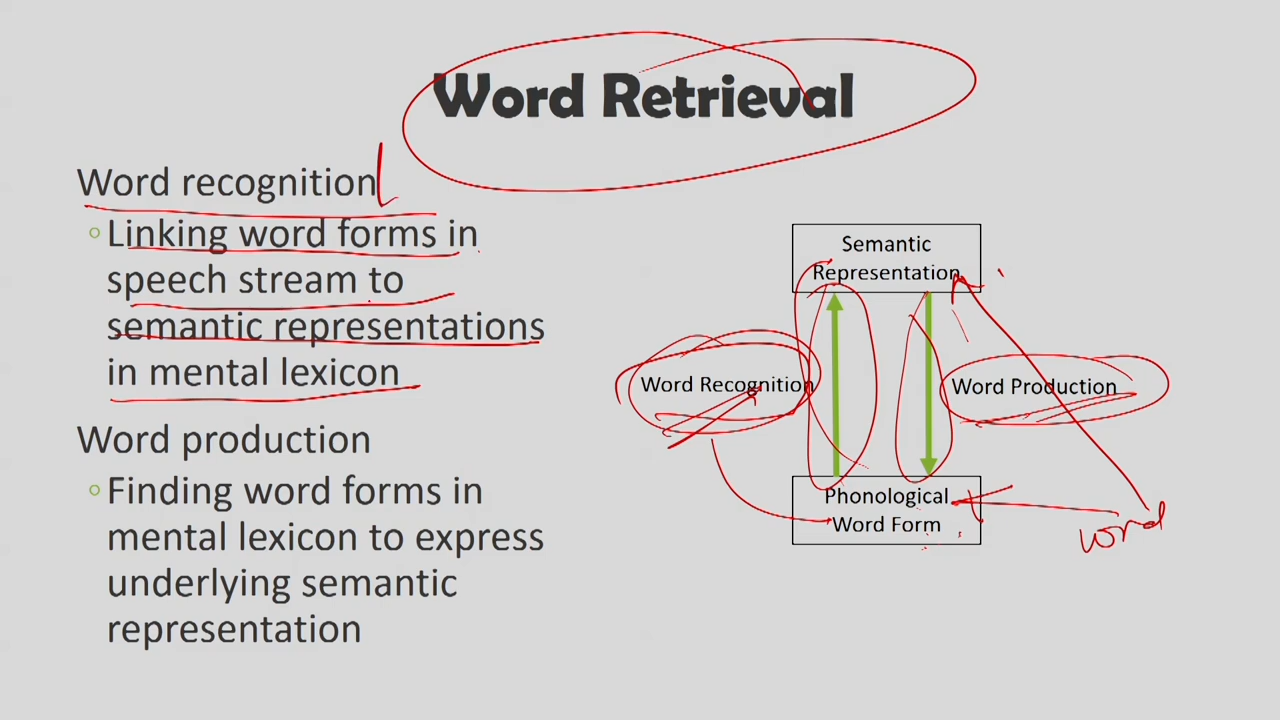 Word Retrieval
Word recognition
Linking word forms in
speech stream to
semantic representations
in mental lexicon
Word production
Finding word forms in
mental lexicon to express
underlying semantic
representation
Semantic
Representation
Word Recognition
Word Production
Phonological
Word Form
word